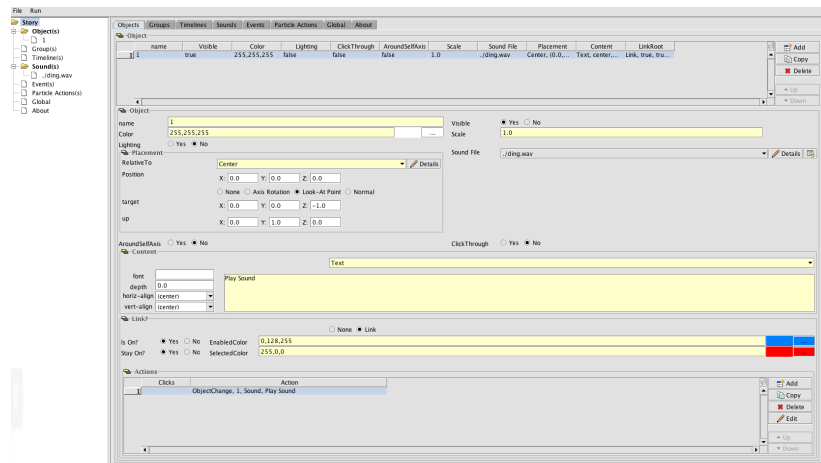 File Run
Story
Object(s)
1
Group(s)
Timeline(s)
Sound(s)
./ding.wav
Event(s)
Particle Actions(s)
Global
About
Objects Groups Timelines Sounds Events Particle Actions Global About
Object
name Visible Color Lighting ClickThrough AroundSelfAxis Scale Sound File Placement Content LinkRoot
1 1 true 255,255,255 false false false 1.0 ./ding.wav Center, (0.0,... Text, center,... Link, true, tru...
Add
Copy
Delete
Up
Down
Object
name 1 Visible Yes No
Color 255,255,255 ... Scale 1.0
Lighting Yes No
Placement Sound File ./ding.wav Details
RelativeTo Center Details
Position X: 0.0 Y: 0.0 Z: 0.0
None Axis Rotation Look-At Point Normal
target X: 0.0 Y: 0.0 Z: -1.0
up X: 0.0 Y: 1.0 Z: 0.0
AroundSelfAxis Yes No ClickThrough Yes No
Content
Text
font Play Sound
depth 0.0
horiz-align (center)
vert-align (center)
Link?
None Link
Is On? Yes No EnabledColor 0,128,255 ...
Stay On? Yes No SelectedColor 255,0,0
Actions
Clicks Action
1 ObjectChange, 1, Sound, Play Sound
Add
Copy
Delete
Edit
Up
Down